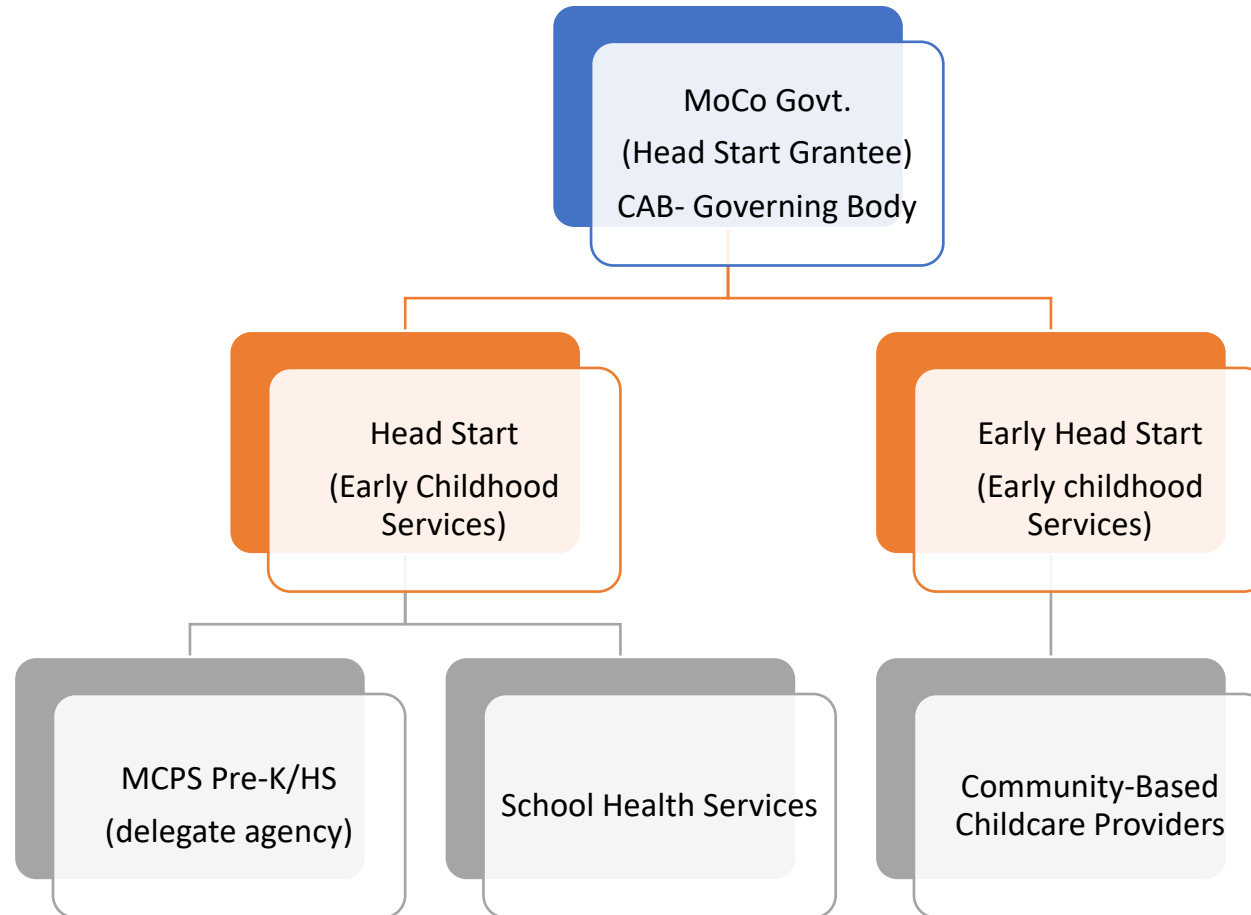 MoCo Govt.
(Head Start Grantee)
CAB- Governing Body
Head Start
(Early Childhood
Services)
Early Head Start
(Early childhood
Services)
MCPS Pre-K/HS
(delegate agency)
School Health Services
Community-Based
Childcare Providers